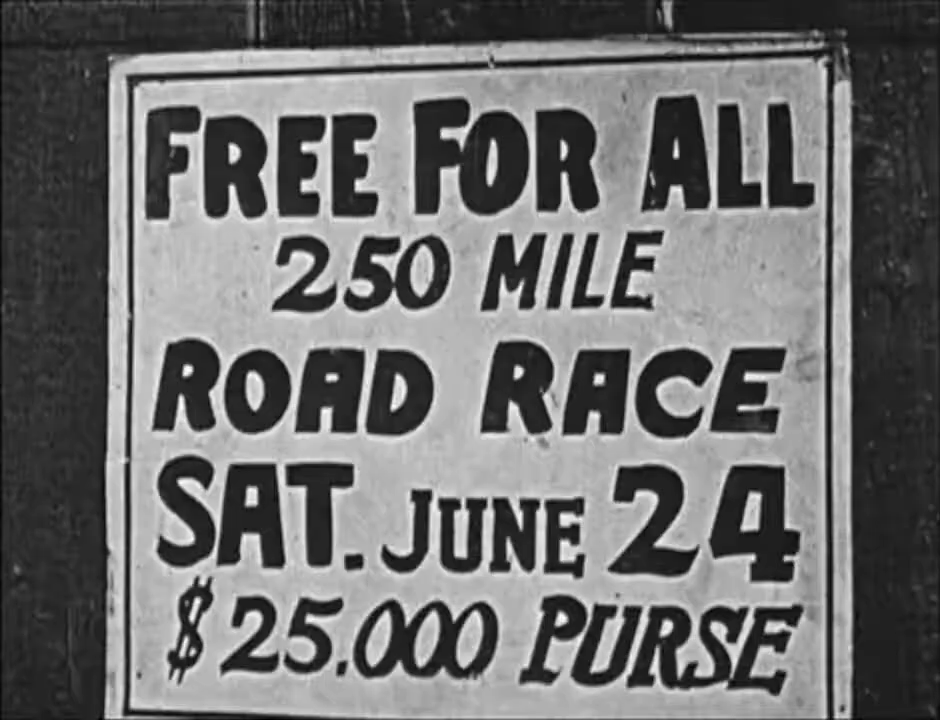 FREE FOR ALL
250 MILE
ROAD RACE
SAT. JUNE 24
$25.000 PURSE